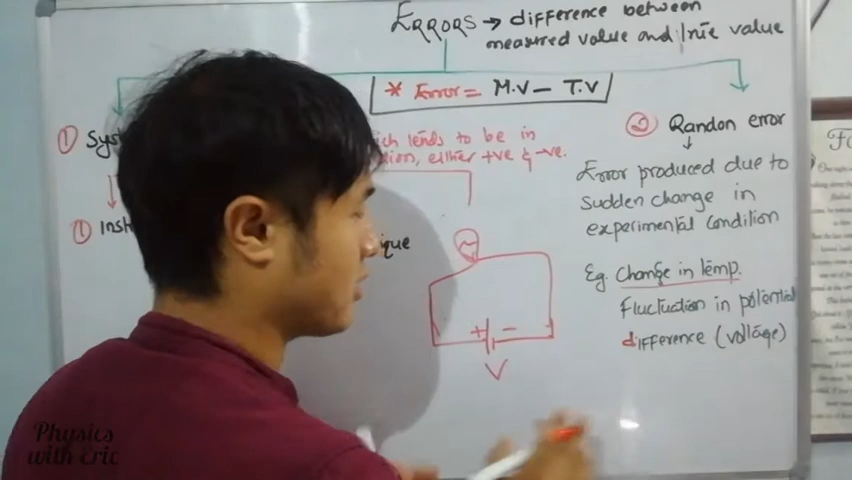 ERRORS → difference between
measured value and true value
* Error = M.V – T.V
① Sys
ich tends to be in
tion, either +ve & -ve.
① Inst
ique
+ –
V
② Randon error
Error produced due to
sudden change in
experimental condition
Eg. Change in temp.
Fluctuation in potential
difference (voltage)
Physics
with Eric